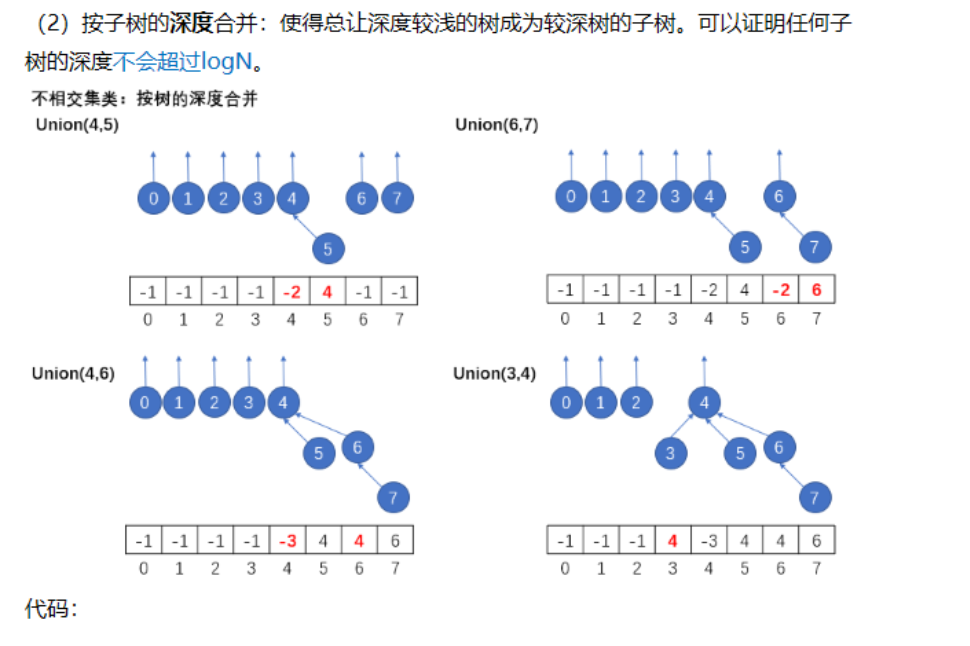 （2）按子树的深度合并：使得总让深度较浅的树成为较深树的子树。可以证明任何子
树的深度不会超过logN。
不相交集类：按树的深度合并
Union(4,5)
0 1 2 3 4 6 7
5
-1 -1 -1 -1 -2 4 -1 -1
0 1 2 3 4 5 6 7
Union(6,7)
0 1 2 3 4 6
5 7
-1 -1 -1 -1 -2 4 -2 6
0 1 2 3 4 5 6 7
Union(4,6)
0 1 2 3 4
5 6
7
-1 -1 -1 -1 -3 4 4 6
0 1 2 3 4 5 6 7
Union(3,4)
0 1 2 4
3 5 6
7
-1 -1 -1 4 -3 4 4 6
0 1 2 3 4 5 6 7
代码：